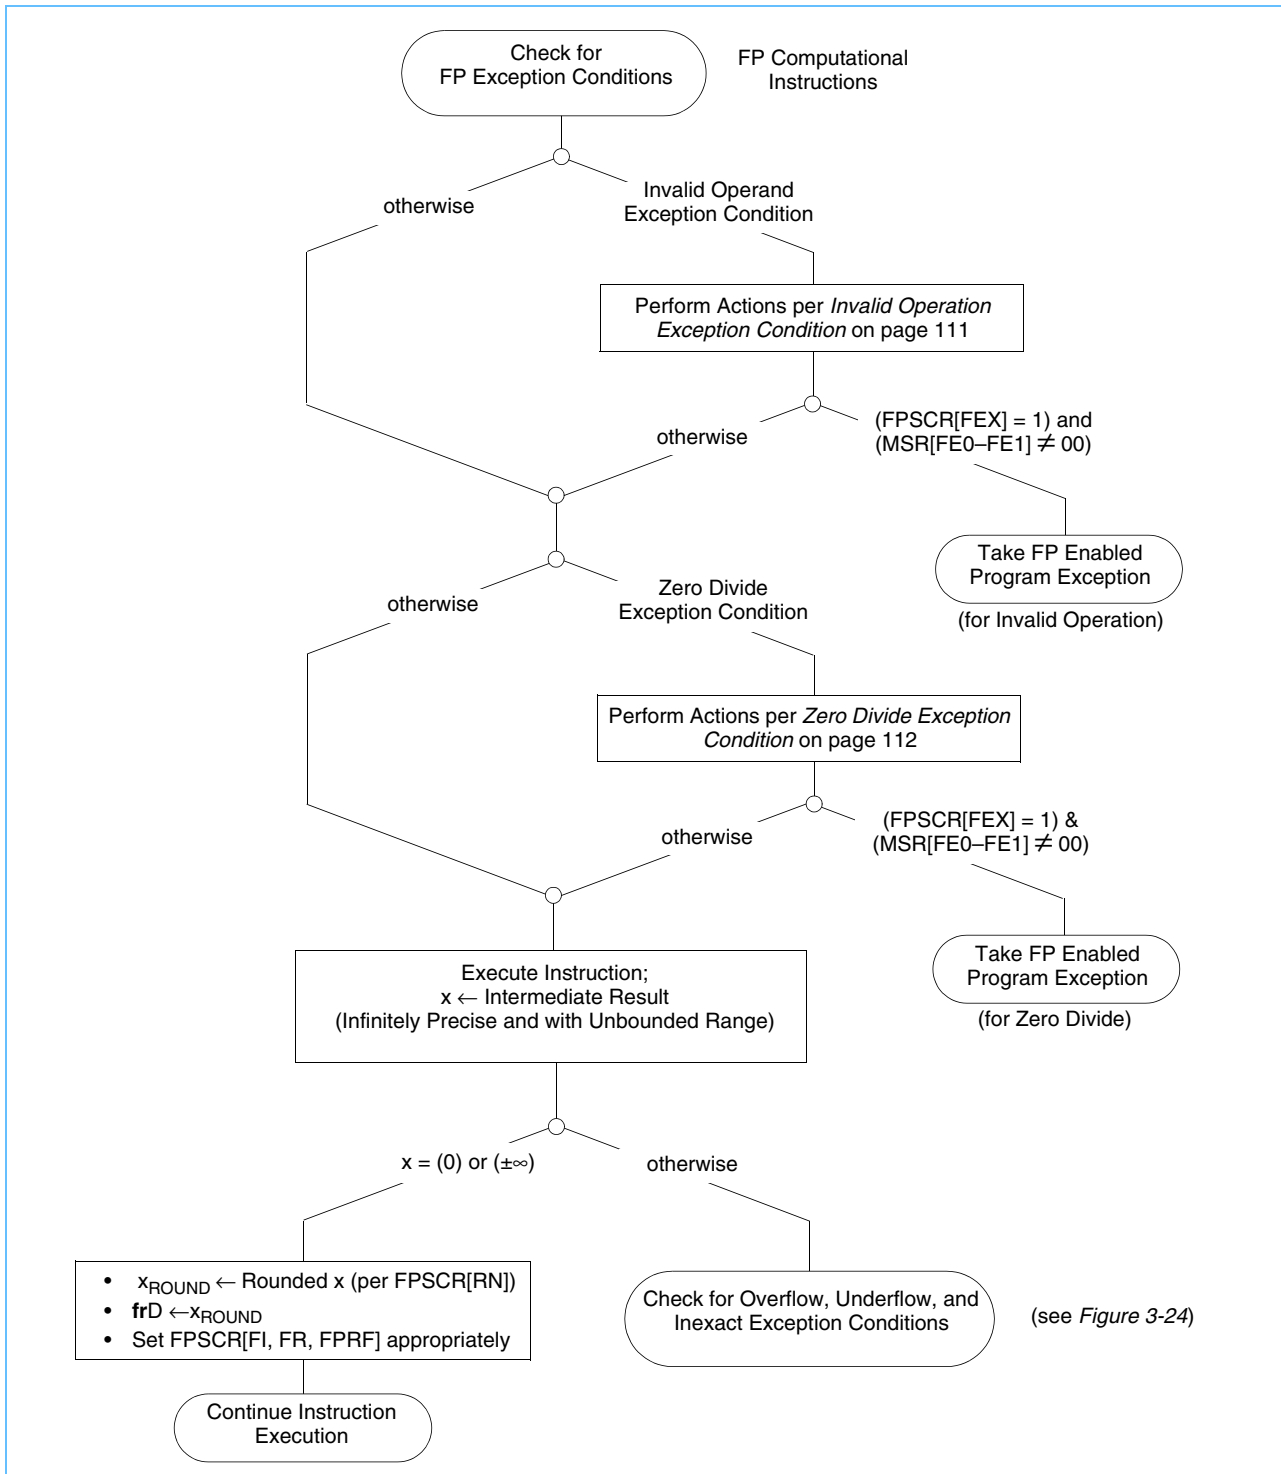 Check for
FP Exception Conditions
FP Computational
Instructions
otherwise
Invalid Operand
Exception Condition
Perform Actions per Invalid Operation
Exception Condition on page 111
otherwise
(FPSCR[FEX] = 1) and
(MSR[FE0–FE1] ≠ 00)
Take FP Enabled
Program Exception
(for Invalid Operation)
otherwise
Zero Divide
Exception Condition
Perform Actions per Zero Divide Exception
Condition on page 112
otherwise
(FPSCR[FEX] = 1) &
(MSR[FE0–FE1] ≠ 00)
Take FP Enabled
Program Exception
(for Zero Divide)
Execute Instruction;
x ← Intermediate Result
(Infinitely Precise and with Unbounded Range)
x = (0) or (±∞)
otherwise
• xROUND ← Rounded x (per FPSCR[RN])
• frD ←xROUND
• Set FPSCR[FI, FR, FPRF] appropriately
Check for Overflow, Underflow, and
Inexact Exception Conditions
(see Figure 3-24)
Continue Instruction
Execution